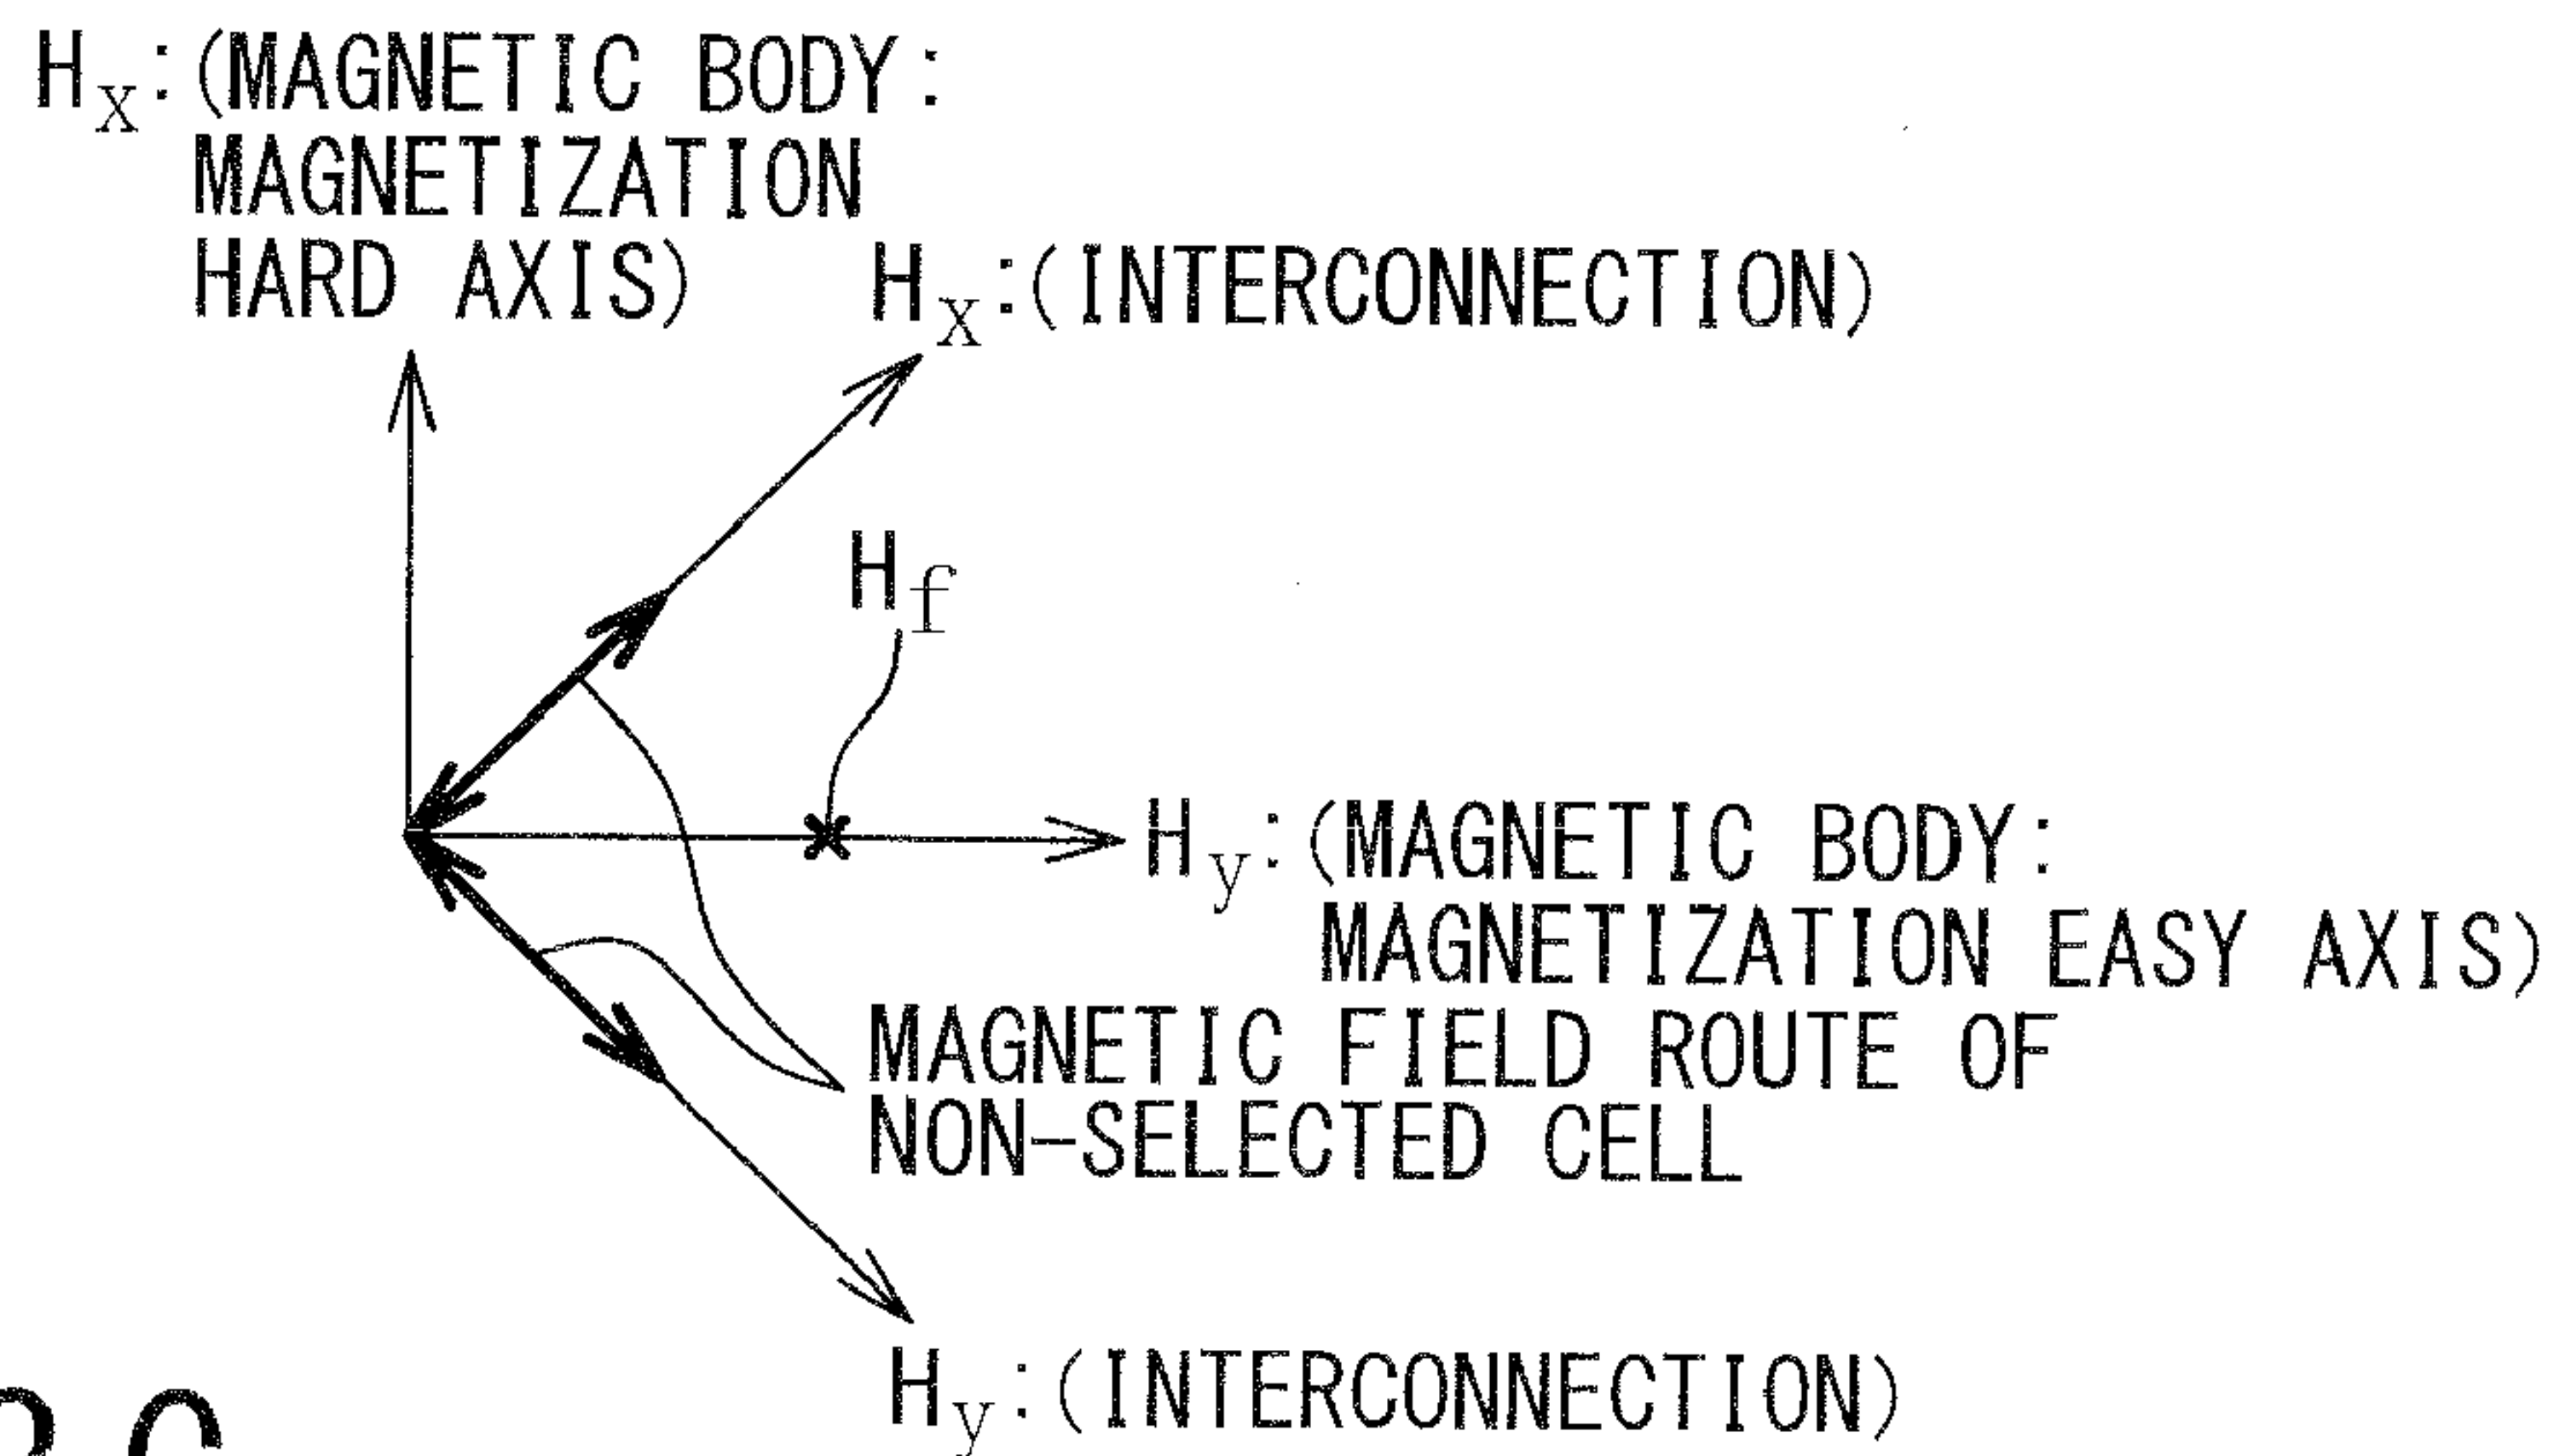 Hx:(MAGNETIC BODY:
MAGNETIZATION
HARD AXIS)
Hx:(INTERCONNECTION)
Hf
Hy:(MAGNETIC BODY:
MAGNETIZATION EASY AXIS)
MAGNETIC FIELD ROUTE OF
NON-SELECTED CELL
Hy:(INTERCONNECTION)